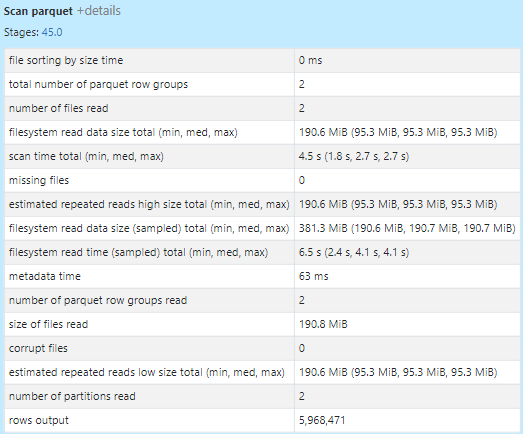 Scan parquet +details
Stages: 45.0
file sorting by size time 0 ms
total number of parquet row groups 2
number of files read 2
filesystem read data size total (min, med, max) 190.6 MiB (95.3 MiB, 95.3 MiB, 95.3 MiB)
scan time total (min, med, max) 4.5 s (1.8 s, 2.7 s, 2.7 s)
missing files 0
estimated repeated reads high size total (min, med, max) 190.6 MiB (95.3 MiB, 95.3 MiB, 95.3 MiB)
filesystem read data size (sampled) total (min, med, max) 381.3 MiB (190.6 MiB, 190.7 MiB, 190.7 MiB)
filesystem read time (sampled) total (min, med, max) 6.5 s (2.4 s, 4.1 s, 4.1 s)
metadata time 63 ms
number of parquet row groups read 2
size of files read 190.8 MiB
corrupt files 0
estimated repeated reads low size total (min, med, max) 190.6 MiB (95.3 MiB, 95.3 MiB, 95.3 MiB)
number of partitions read 2
rows output 5,968,471